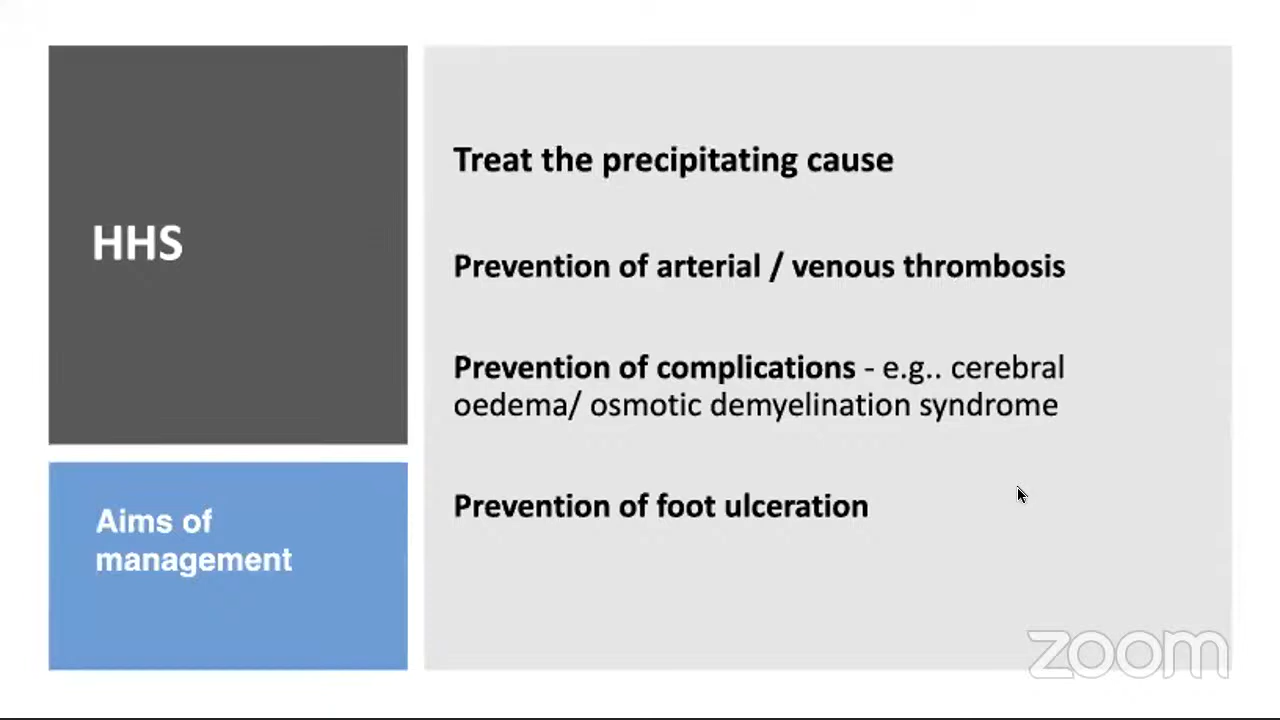 HHS
Aims of
management
Treat the precipitating cause
Prevention of arterial / venous thrombosis
Prevention of complications - e.g.. cerebral
oedema/ osmotic demyelination syndrome
Prevention of foot ulceration
zoom